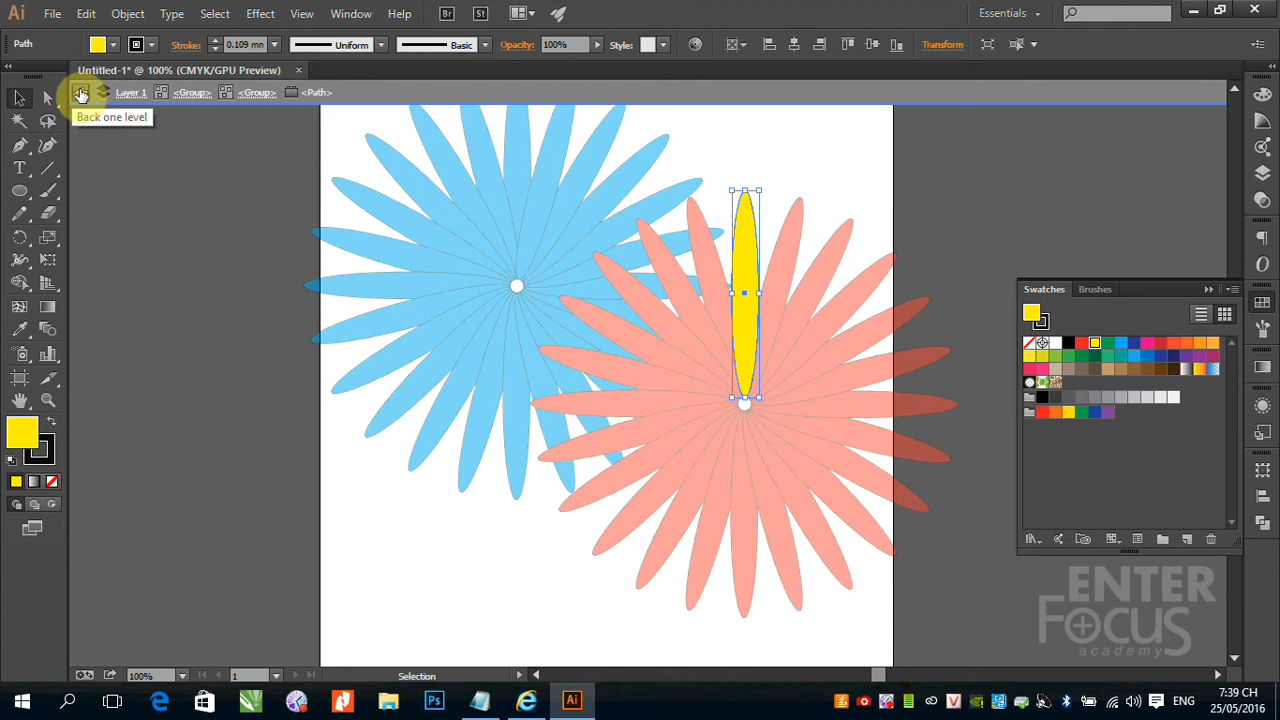 File Edit Object Type Select Effect View Window Help Br St Essentials
Path Stroke: 0.109 mn Uniform Basic Opacity: 100% Style: Transform
Untitled-1* @ 100% (CMYK/GPU Preview) ×
Layer 1 <Group> <Group> <Path>
Back one level
Swatches Brushes
ENTER
FOCUS
academy
100% 1 Selection
Ps Ai ENG 7:39 CH
25/05/2016